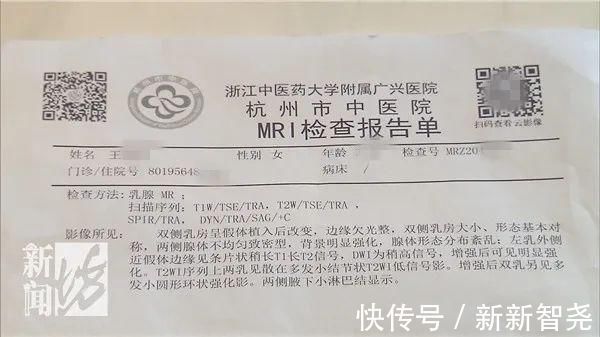 浙江中医药大学附属广兴医院
杭州市中医院
MRI检查报告单
扫码查看云影像
姓名 王 性别 女 年龄 检查号 MRZ20
门诊/住院号 80195648 病床 /
检查方法: 乳腺 MR ;
扫描序列: T1W/TSE/TRA, T2W/TSE/TRA ,
SPIR/TRA, DYN/TRA/SAG/+C
影像所见: 双侧乳房呈假体植入后改变,边缘欠光整,双侧乳房大小、形态基本对
称,两侧腺体不均匀致密型,背景明显强化,腺体形态分布紊乱;左乳外侧
近假体边缘见条片状稍长T1长T2信号,DWI为稍高信号,增强后可见明显强
化。T2WI序列上两乳见散在多发小结节状T2WI低信号影。增强后双乳另见多
发小圆形环状强化影。两侧腋下小淋巴结显示。
新闻坊
快传号 / 新新智尧